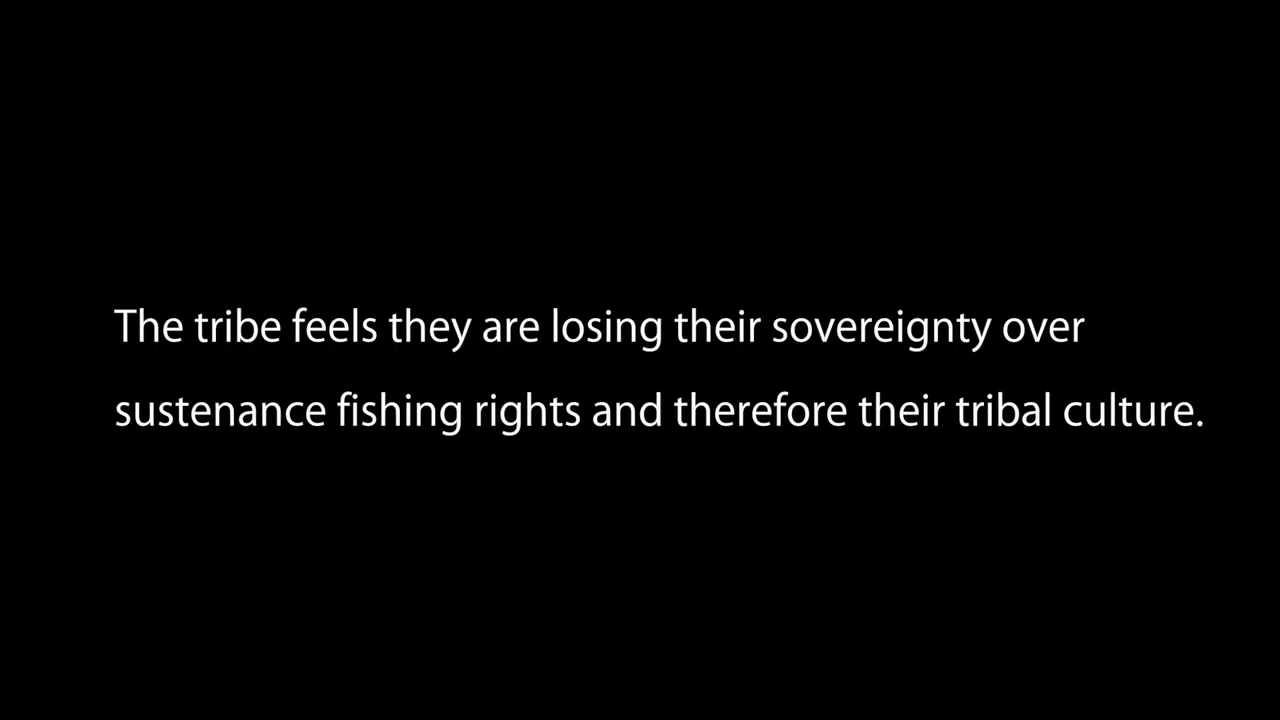 The tribe feels they are losing their sovereignty over
sustenance fishing rights and therefore their tribal culture.